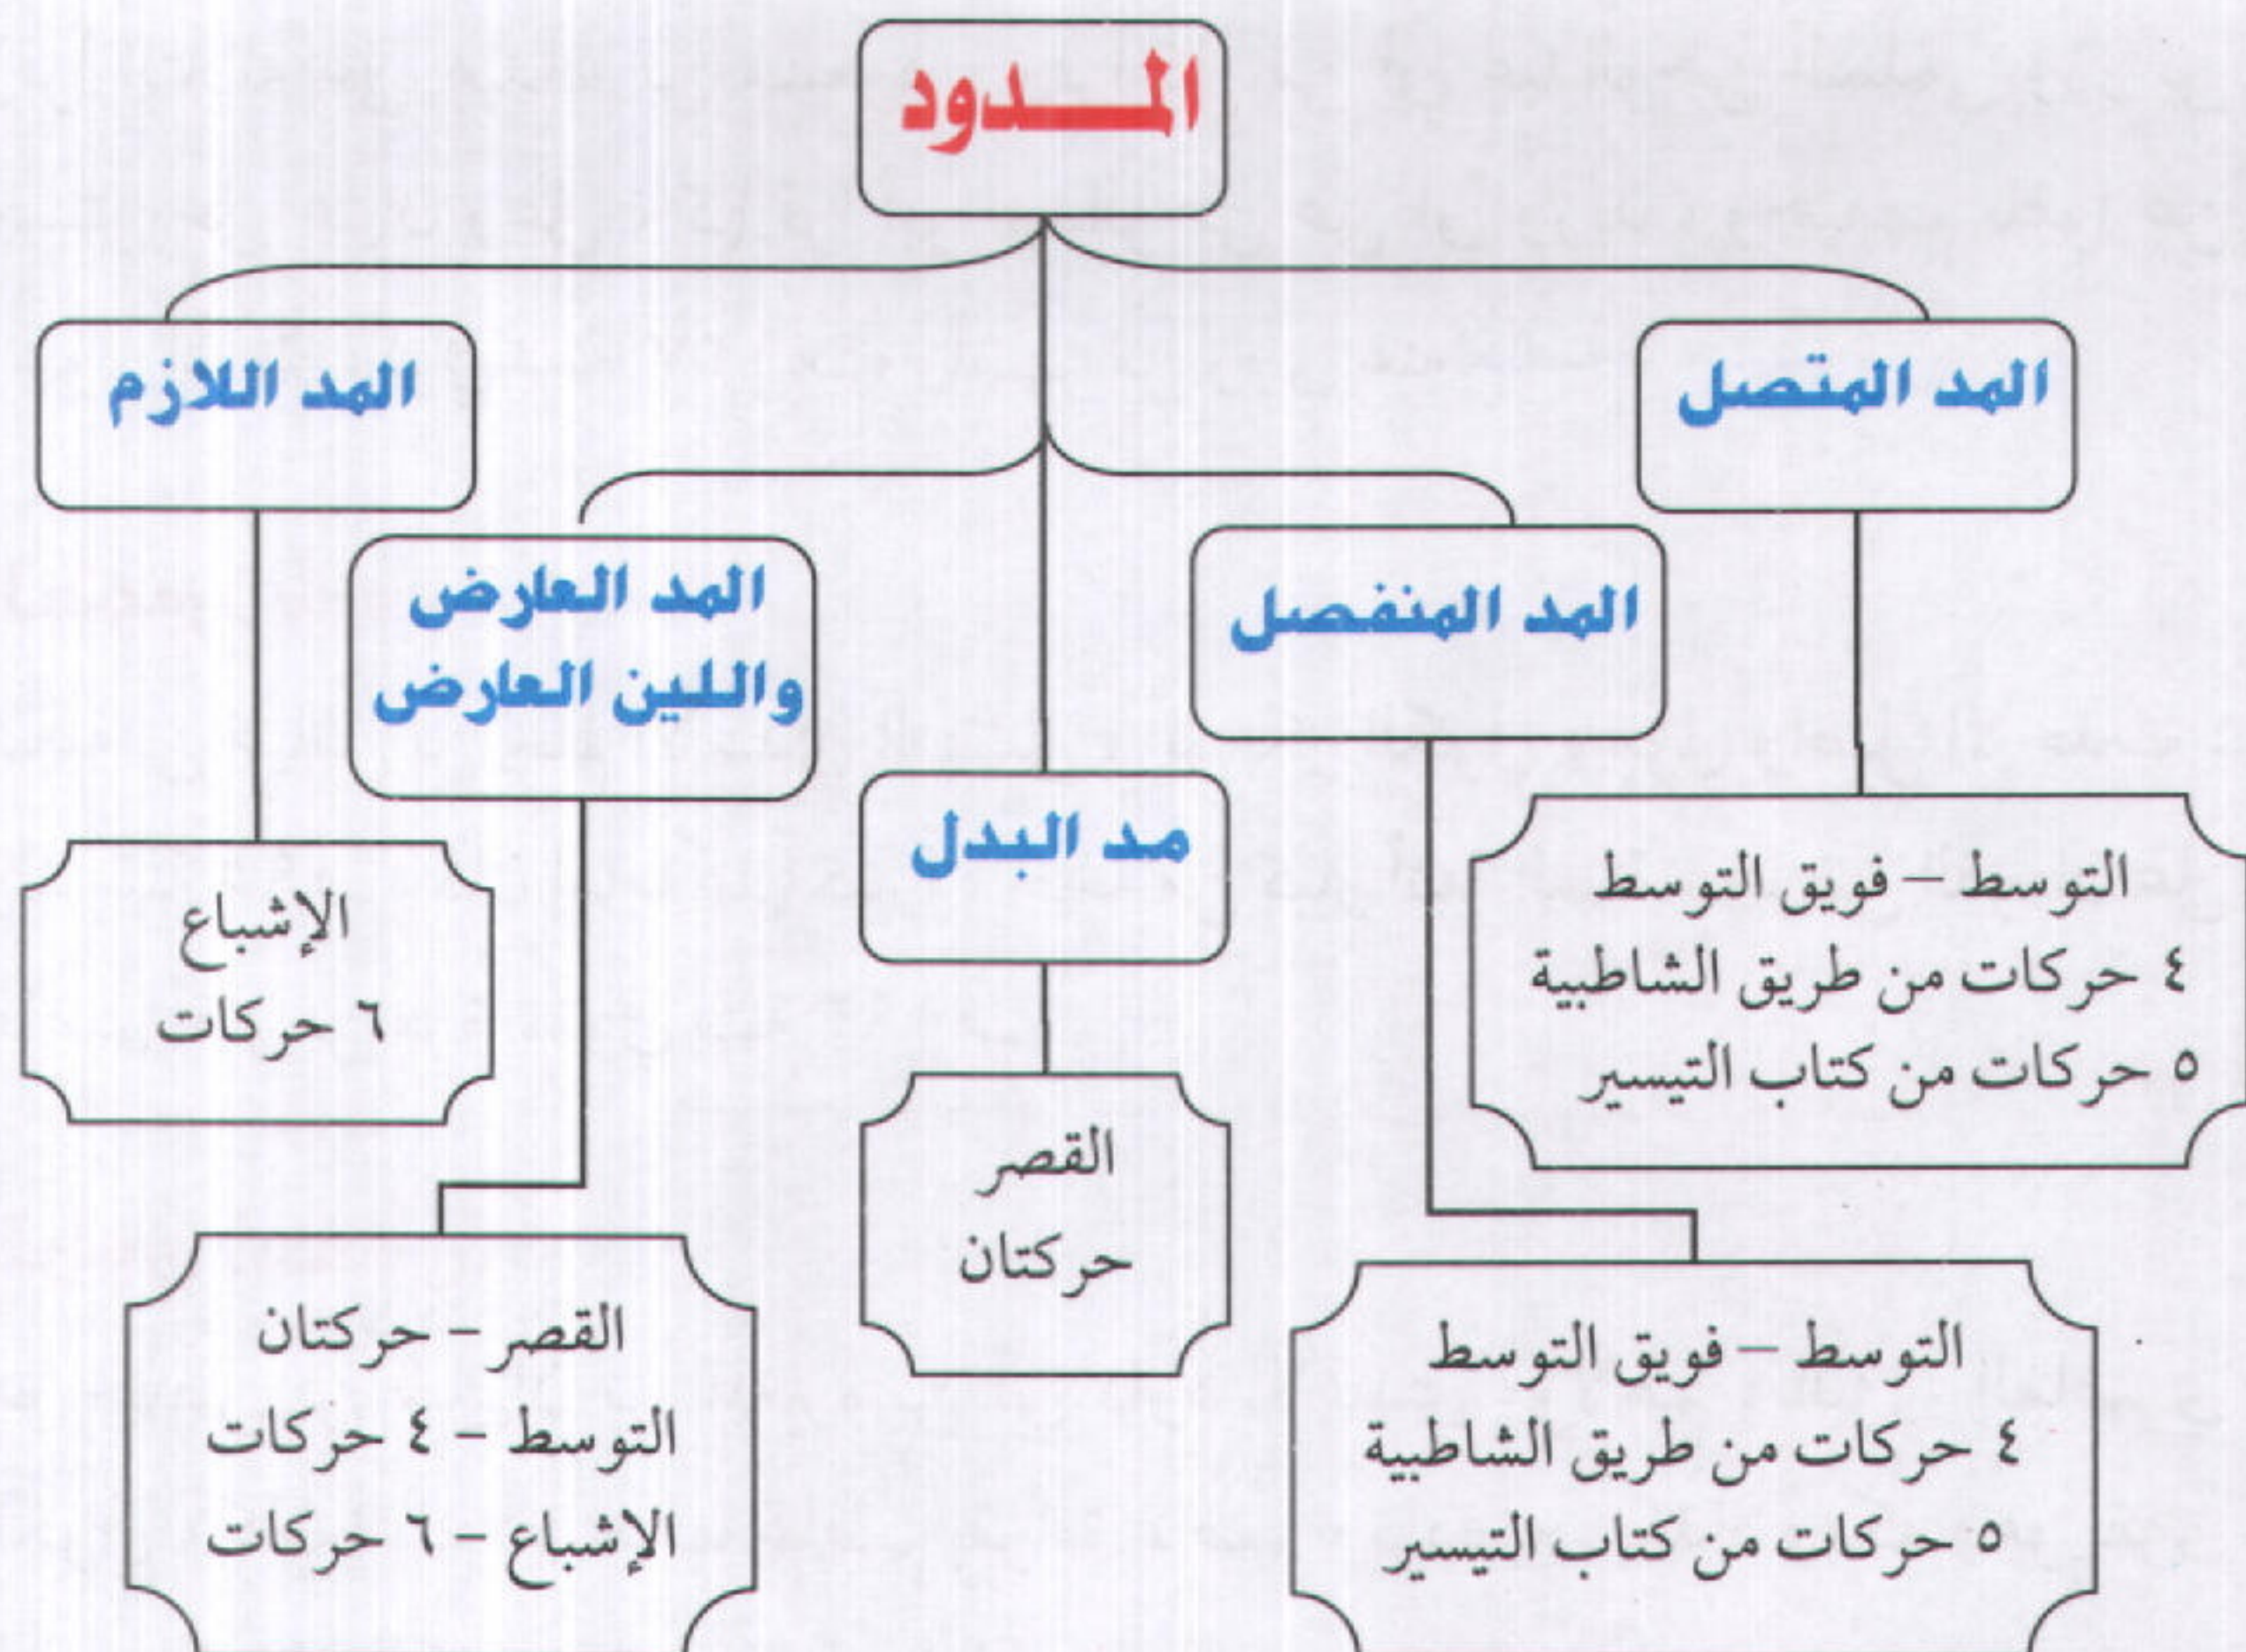 المدود
المد المتصل
المد اللازم
المد المنفصل
المد العارض
واللين العارض
مد البدل
التوسط – فويق التوسط
٤ حركات من طريق الشاطبية
٥ حركات من كتاب التيسير
الإشباع
٦ حركات
القصر
حركتان
التوسط – فويق التوسط
٤ حركات من طريق الشاطبية
٥ حركات من كتاب التيسير
القصر – حركتان
التوسط – ٤ حركات
الإشباع – ٦ حركات